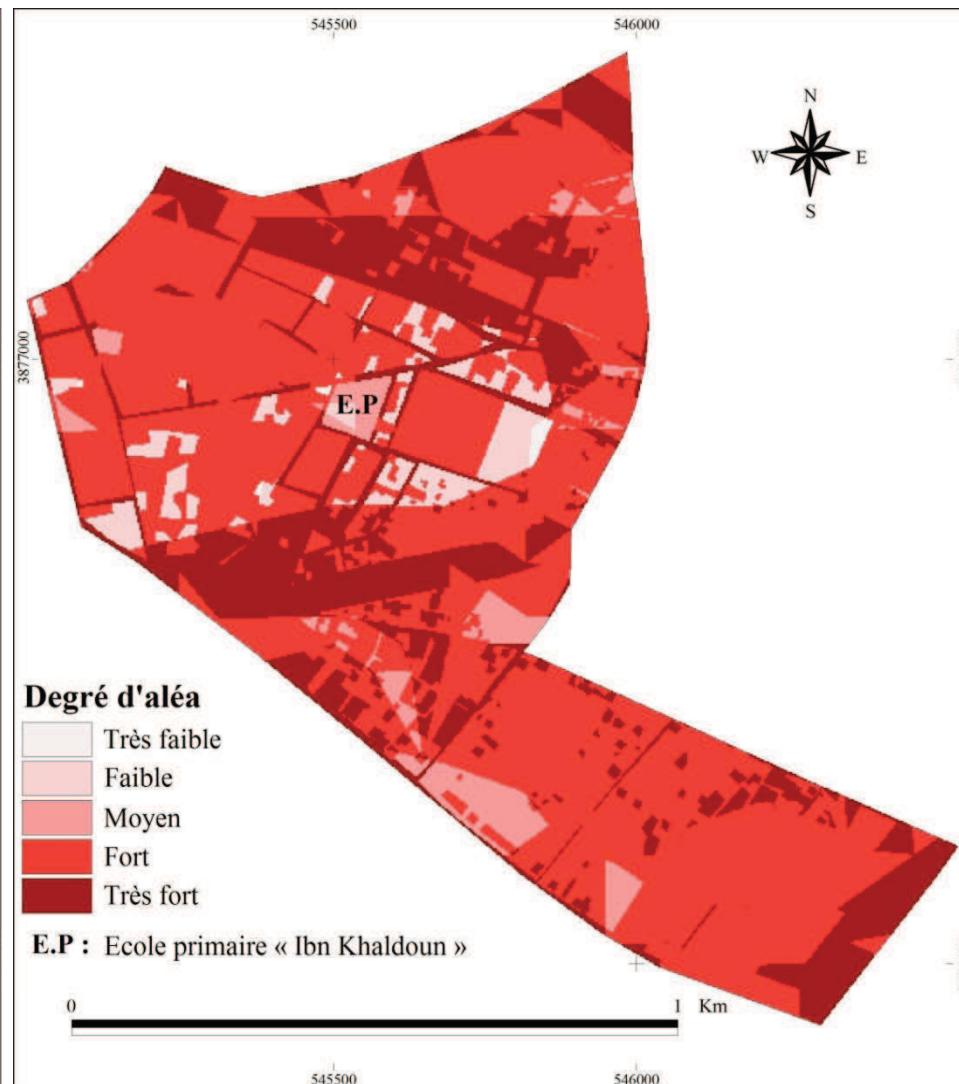 545500 546000
N
W E
S
3877000
E.P
Degré d'aléa
Très faible
Faible
Moyen
Fort
Très fort
E.P : Ecole primaire « Ibn Khaldoun »
0 1 Km
545500 546000